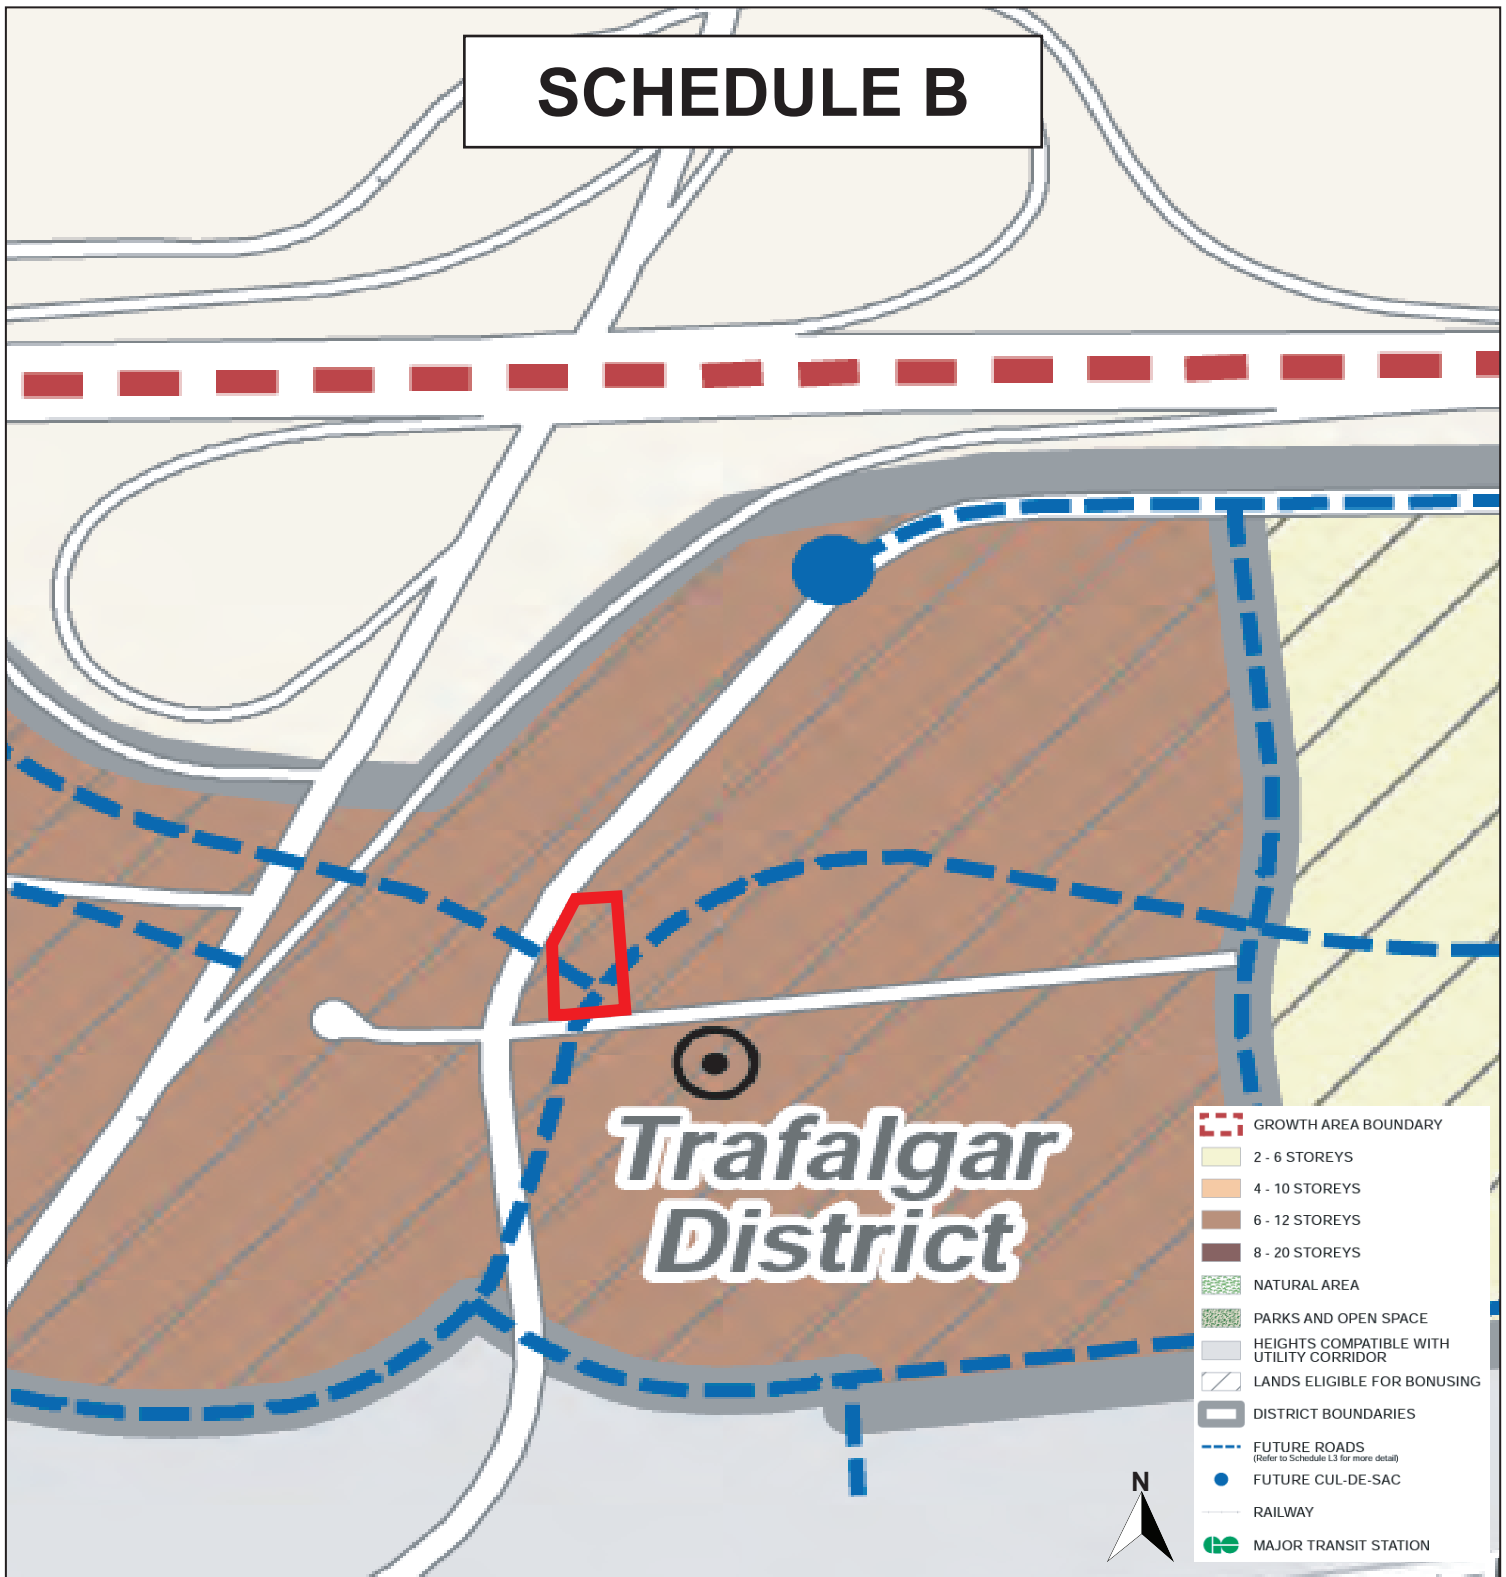 SCHEDULE B
Trafalgar
District
GROWTH AREA BOUNDARY
2 - 6 STOREYS
4 - 10 STOREYS
6 - 12 STOREYS
8 - 20 STOREYS
NATURAL AREA
PARKS AND OPEN SPACE
HEIGHTS COMPATIBLE WITH
UTILITY CORRIDOR
LANDS ELIGIBLE FOR BONUSING
DISTRICT BOUNDARIES
FUTURE ROADS
(Refer to Schedule L3 for more detail)
FUTURE CUL-DE-SAC
RAILWAY
GO MAJOR TRANSIT STATION
N